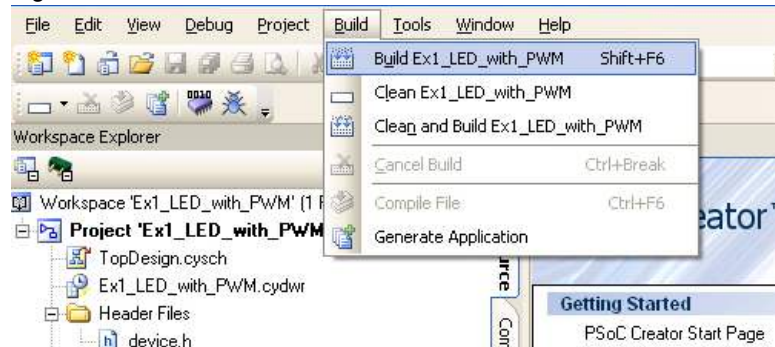 File Edit View Debug Project Build Tools Window Help
Build Ex1_LED_with_PWM Shift+F6
Clean Ex1_LED_with_PWM
Clean and Build Ex1_LED_with_PWM
Workspace Explorer
Cancel Build Ctrl+Break
Workspace 'Ex1_LED_with_PWM' (1
Compile File Ctrl+F6
Project 'Ex1_LED_with_PWM
Generate Application
eator
TopDesign.cysch
Ex1_LED_with_PWM.cydwr
Header Files
device.h
urce
Com
Getting Started
PSoC Creator Start Page